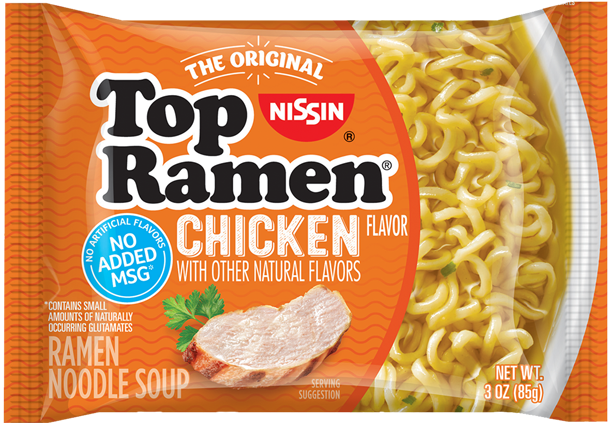 THE ORIGINAL
Top
NISSIN
®
Ramen®
CHICKEN FLAVOR
WITH OTHER NATURAL FLAVORS
NO ARTIFICIAL FLAVORS
NO
ADDED
MSG*
*CONTAINS SMALL
AMOUNTS OF NATURALLY
OCCURRING GLUTAMATES
RAMEN
NOODLE SOUP
SERVING
SUGGESTION
NET WT.
3 OZ (85g)